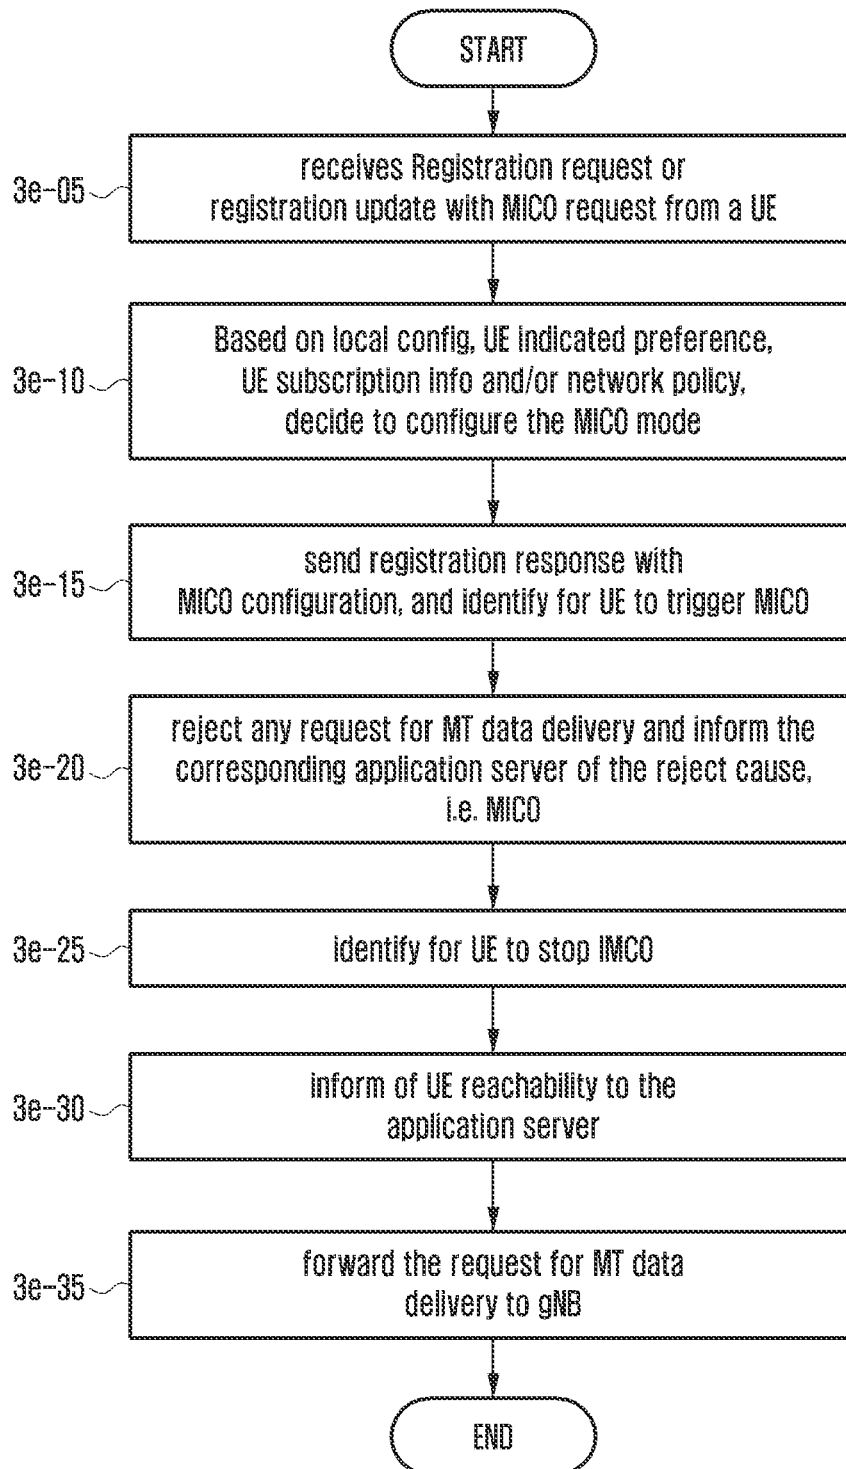 START
3e-05
receives Registration request or
registration update with MICO request from a UE
3e-10
Based on local config, UE indicated preference,
UE subscription info and/or network policy,
decide to configure the MICO mode
3e-15
send registration response with
MICO configuration, and identify for UE to trigger MICO
3e-20
reject any request for MT data delivery and inform the
corresponding application server of the reject cause,
i.e. MICO
3e-25
identify for UE to stop IMCO
3e-30
inform of UE reachability to the
application server
3e-35
forward the request for MT data
delivery to gNB
END